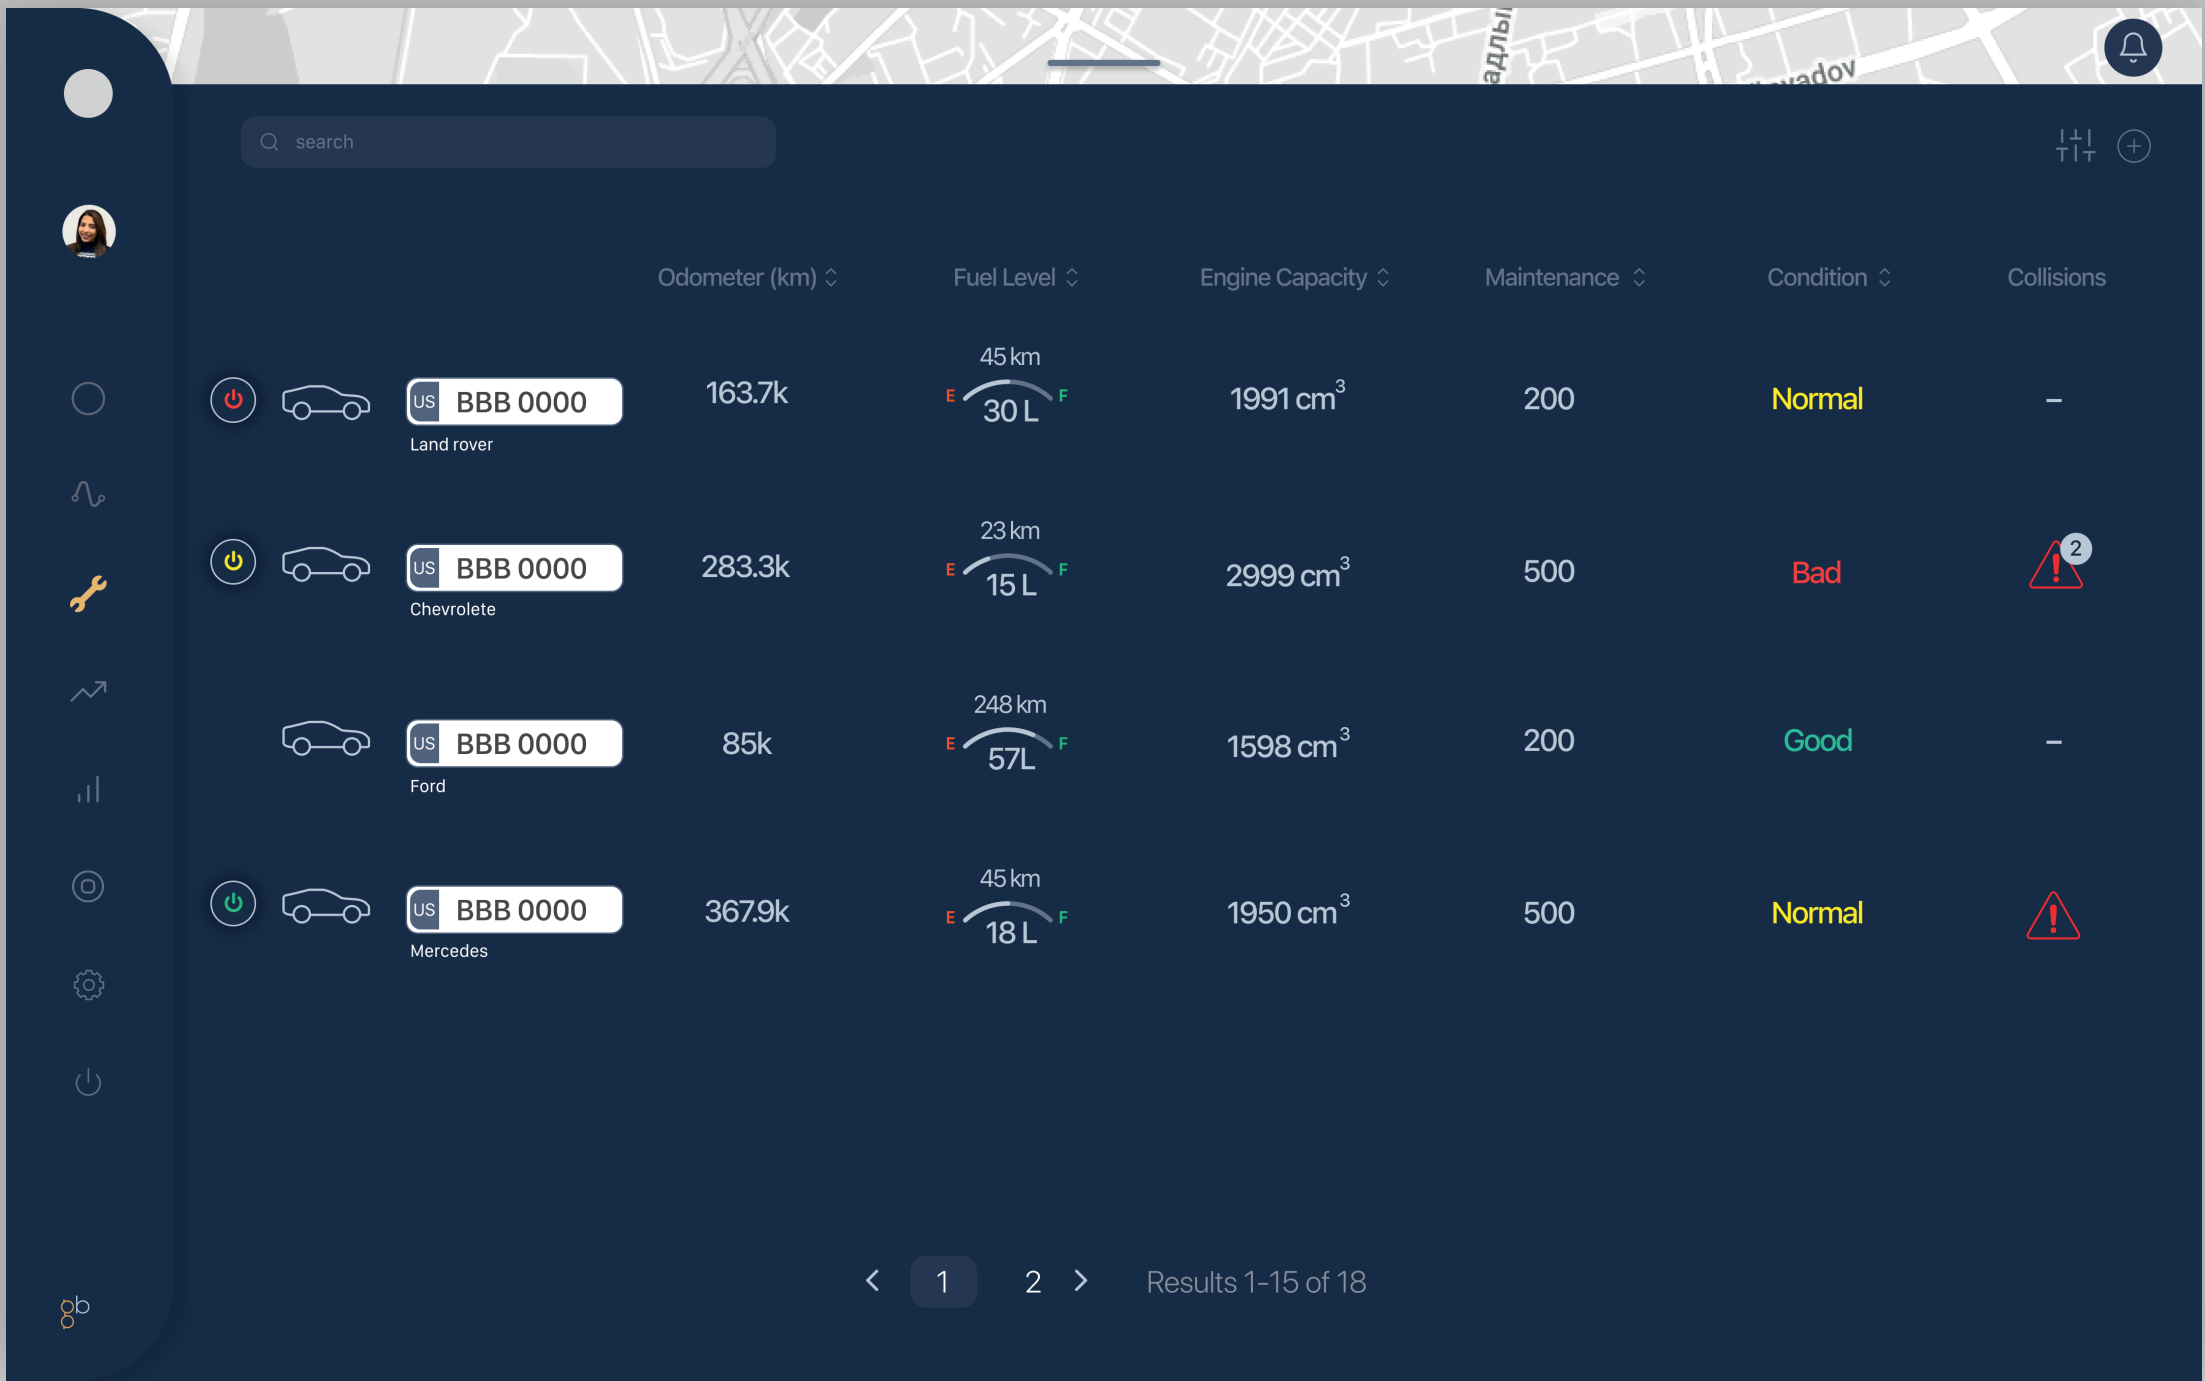 адлы
vadov
search
Odometer (km) Fuel Level Engine Capacity Maintenance Condition Collisions
45 km
US BBB 0000 163.7k E 30 L F 1991 cm³ 200 Normal –
Land rover
23 km
US BBB 0000 283.3k E 15 L F 2999 cm³ 500 Bad 2
Chevrolete
248 km
US BBB 0000 85k E 57L F 1598 cm³ 200 Good –
Ford
45 km
US BBB 0000 367.9k E 18 L F 1950 cm³ 500 Normal
Mercedes
1 2 Results 1-15 of 18
gb